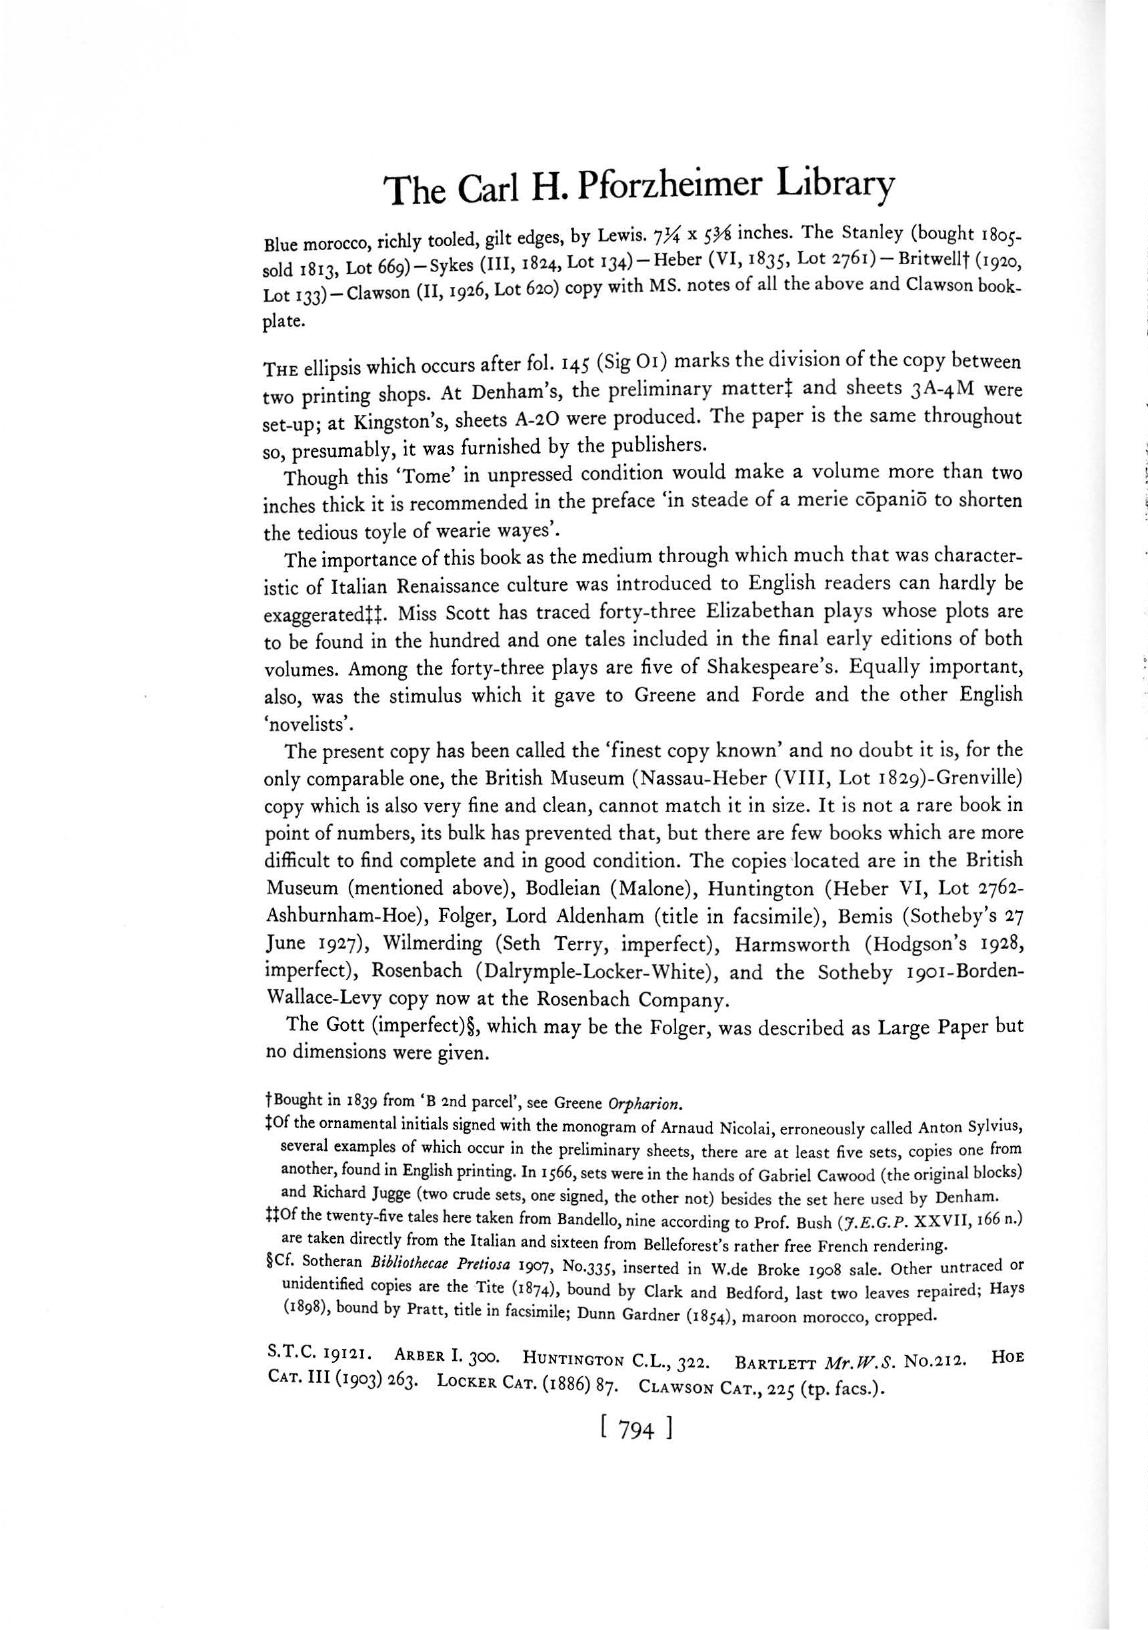 The Carl H. Pforzheimer Library
Blue morocco, richly tooled, gilt edges, by Lewis. 7¼ x 5⅜ inches. The Stanley (bought 1805-
sold 1813, Lot 669)—Sykes (III, 1824, Lot 134)—Heber (VI, 1835, Lot 2761)—Britwell† (1920,
Lot 133)—Clawson (II, 1926, Lot 620) copy with MS. notes of all the above and Clawson book-
plate.
THE ellipsis which occurs after fol. 145 (Sig O1) marks the division of the copy between
two printing shops. At Denham's, the preliminary matter‡ and sheets 3A-4M were
set-up; at Kingston's, sheets A-2O were produced. The paper is the same throughout
so, presumably, it was furnished by the publishers.
Though this ‘Tome’ in unpressed condition would make a volume more than two
inches thick it is recommended in the preface ‘in steade of a merie cōpaniō to shorten
the tedious toyle of wearie wayes’.
The importance of this book as the medium through which much that was character-
istic of Italian Renaissance culture was introduced to English readers can hardly be
exaggerated‡‡. Miss Scott has traced forty-three Elizabethan plays whose plots are
to be found in the hundred and one tales included in the final early editions of both
volumes. Among the forty-three plays are five of Shakespeare's. Equally important,
also, was the stimulus which it gave to Greene and Forde and the other English
‘novelists’.
The present copy has been called the ‘finest copy known’ and no doubt it is, for the
only comparable one, the British Museum (Nassau-Heber (VIII, Lot 1829)-Grenville)
copy which is also very fine and clean, cannot match it in size. It is not a rare book in
point of numbers, its bulk has prevented that, but there are few books which are more
difficult to find complete and in good condition. The copies located are in the British
Museum (mentioned above), Bodleian (Malone), Huntington (Heber VI, Lot 2762-
Ashburnham-Hoe), Folger, Lord Aldenham (title in facsimile), Bemis (Sotheby's 27
June 1927), Wilmerding (Seth Terry, imperfect), Harmsworth (Hodgson's 1928,
imperfect), Rosenbach (Dalrymple-Locker-White), and the Sotheby 1901-Borden-
Wallace-Levy copy now at the Rosenbach Company.
The Gott (imperfect)§, which may be the Folger, was described as Large Paper but
no dimensions were given.
†Bought in 1839 from ‘B 2nd parcel’, see Greene Orpharion.
‡Of the ornamental initials signed with the monogram of Arnaud Nicolai, erroneously called Anton Sylvius,
several examples of which occur in the preliminary sheets, there are at least five sets, copies one from
another, found in English printing. In 1566, sets were in the hands of Gabriel Cawood (the original blocks)
and Richard Jugge (two crude sets, one signed, the other not) besides the set here used by Denham.
‡‡Of the twenty-five tales here taken from Bandello, nine according to Prof. Bush (J.E.G.P. XXVII, 166 n.)
are taken directly from the Italian and sixteen from Belleforest's rather free French rendering.
§Cf. Sotheran Bibliothecae Pretiosa 1907, No.335, inserted in W.de Broke 1908 sale. Other untraced or
unidentified copies are the Tite (1874), bound by Clark and Bedford, last two leaves repaired; Hays
(1898), bound by Pratt, title in facsimile; Dunn Gardner (1854), maroon morocco, cropped.
S.T.C. 19121. ARBER I. 300. HUNTINGTON C.L., 322. BARTLETT Mr.W.S. No.212. HOE
CAT. III (1903) 263. LOCKER CAT. (1886) 87. CLAWSON CAT., 225 (tp. facs.).
[ 794 ]